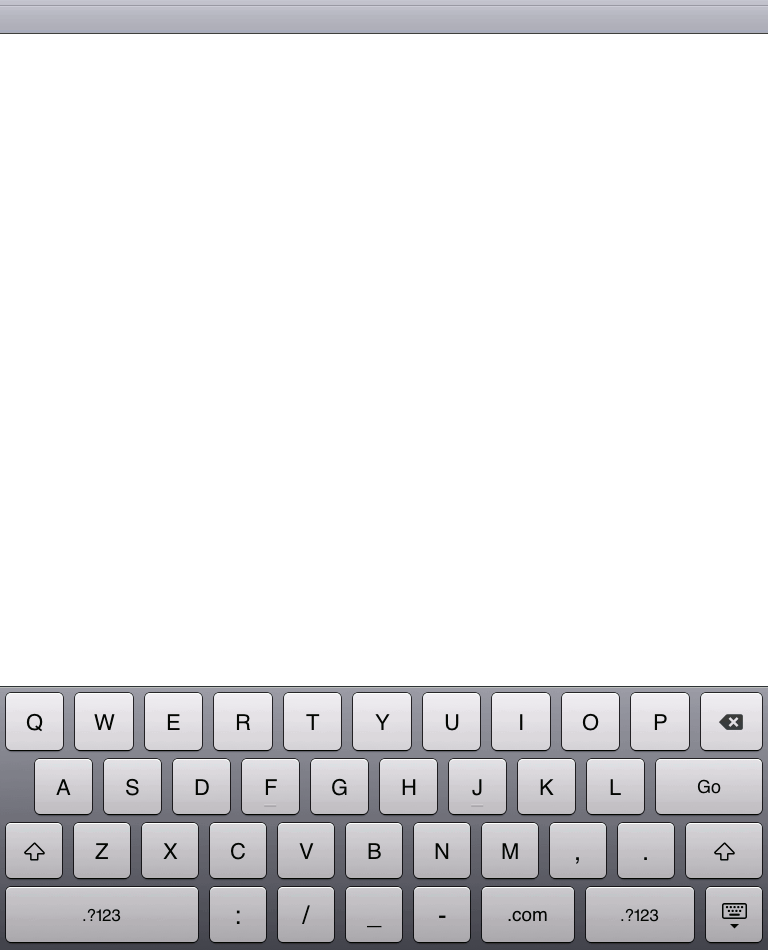 Q W E R T Y U I O P
A S D F G H J K L Go
Z X C V B N M , .
.?123 : / _ - .com .?123